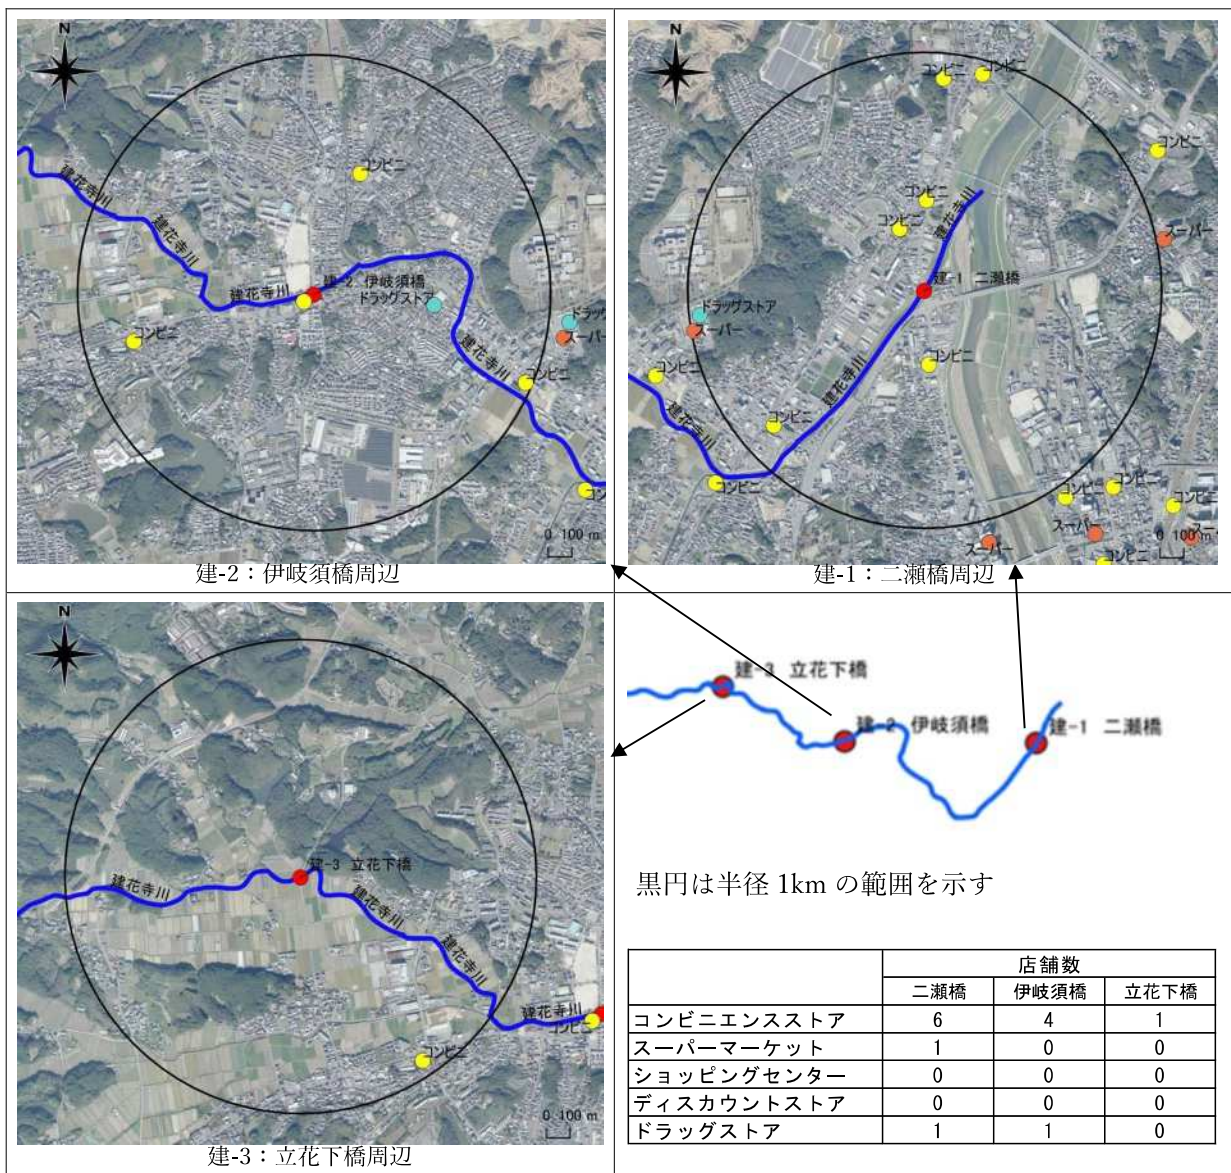 N
コンビニ
建花寺川
建花寺川
建花寺川
建-2 伊岐須橋
ドラッグストア
ドラッグ
スーパー
コンビニ
建花寺川
コンビニ
コン
0 100 m
建-2：伊岐須橋周辺
N
コンビニ
コンビニ
コンビニ
コンビニ
コンビニ
建花寺川
スーパー
建-1 二瀬橋
ドラッグストア
スーパー
建花寺川
コンビニ
コンビニ
建花寺川
コンビニ
コンビニ
コンビニ
コンビニ
スーパー
スーパー
スー
コンビニ
0 100 m
建-1：二瀬橋周辺
N
建-3 立花下橋
建花寺川
建花寺川
建花寺川
建花寺川
コンビニ
コンビニ
0 100 m
建-3：立花下橋周辺
建-3 立花下橋
建-2 伊岐須橋
建-1 二瀬橋
黒円は半径 1km の範囲を示す
店舗数
二瀬橋 伊岐須橋 立花下橋
コンビニエンスストア 6 4 1
スーパーマーケット 1 0 0
ショッピングセンター 0 0 0
ディスカウントストア 0 0 0
ドラッグストア 1 1 0